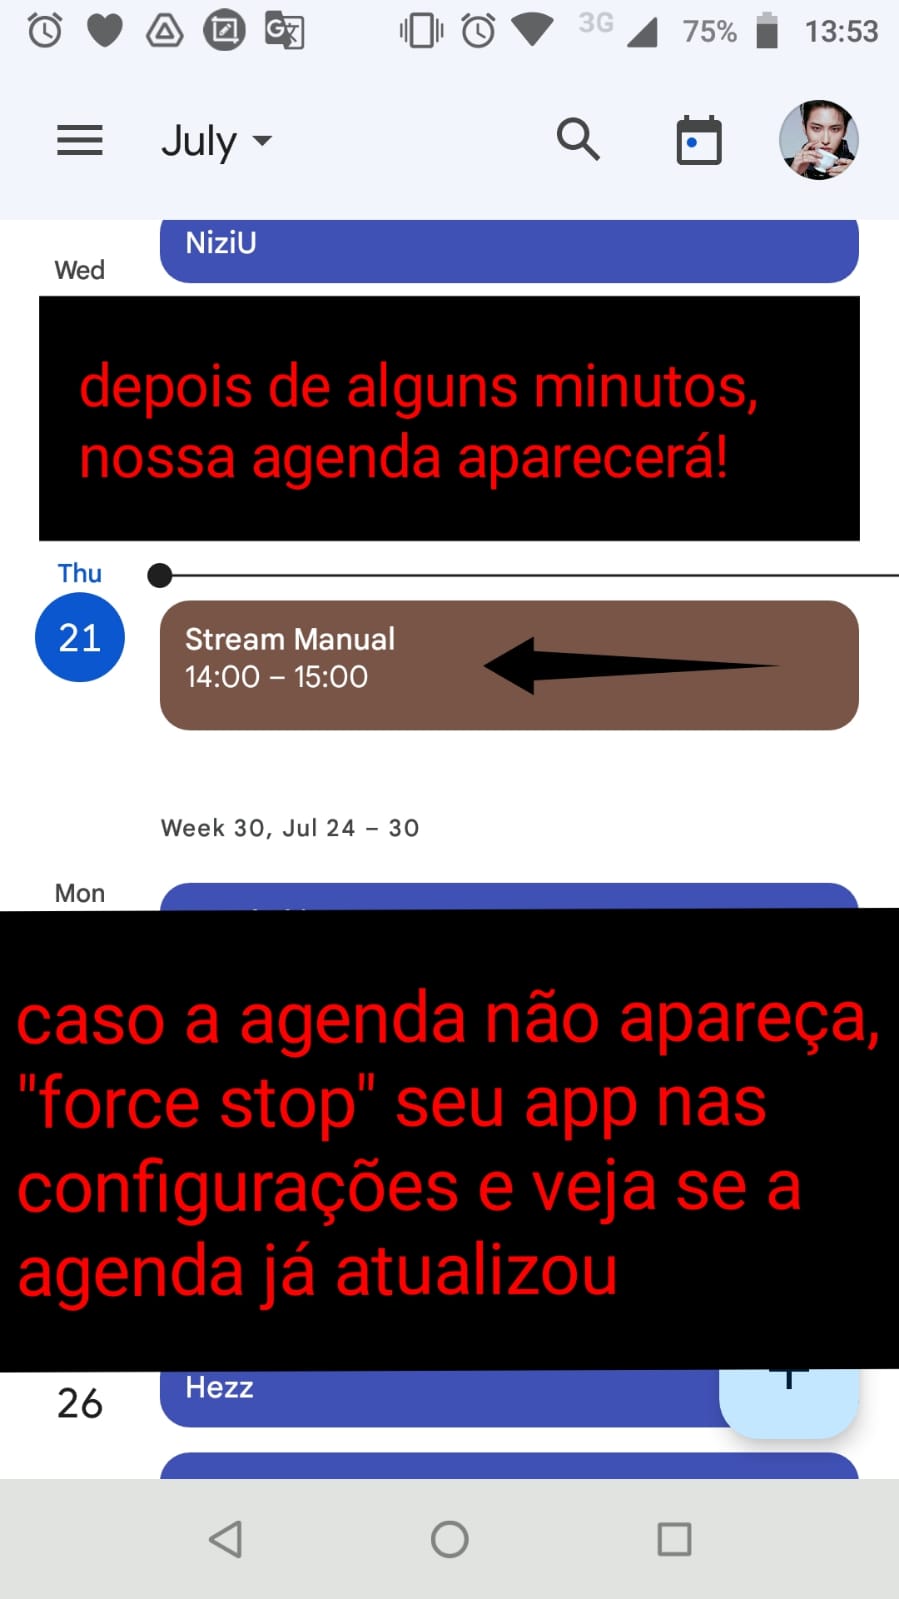 3G
75%
13:53
July
NiziU
Wed
depois de alguns minutos,
nossa agenda aparecerá!
Thu
21
Stream Manual
14:00 – 15:00
Week 30, Jul 24 – 30
Mon
caso a agenda não apareça,
"force stop" seu app nas
configurações e veja se a
agenda já atualizou
26
Hezz